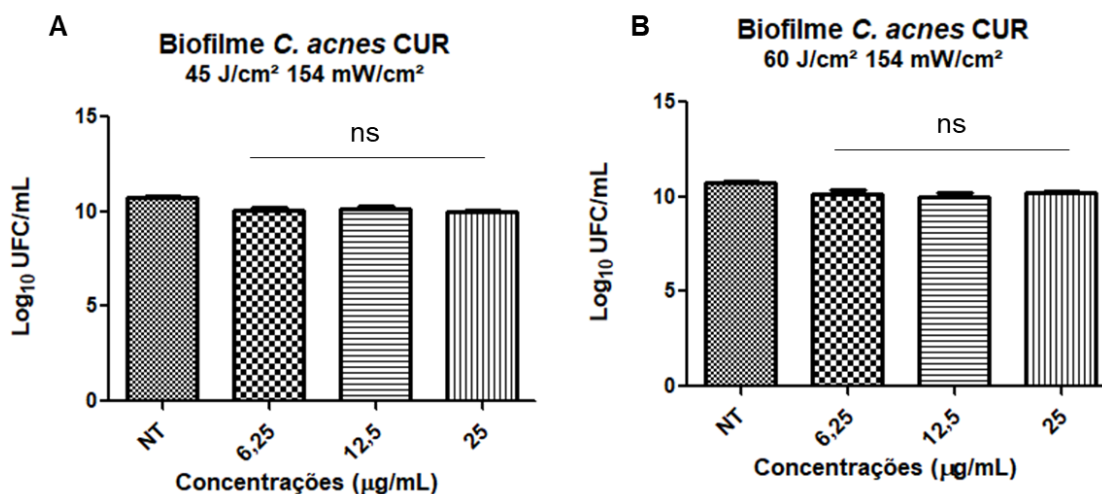 A
Biofilme C. acnes CUR
45 J/cm² 154 mW/cm²
ns
15
10
5
0
Log₁₀ UFC/mL
NT
6,25
12,5
25
Concentrações (µg/mL)
B
Biofilme C. acnes CUR
60 J/cm² 154 mW/cm²
ns
15
10
5
0
Log₁₀ UFC/mL
NT
6,25
12,5
25
Concentrações (µg/mL)